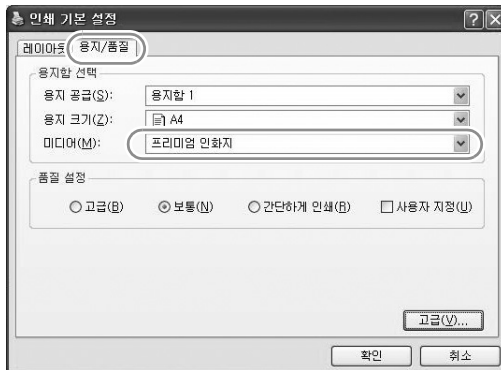 인쇄 기본 설정
레이아웃 용지/품질
용지함 선택
용지 공급(S): 용지함 1
용지 크기(Z): A4
미디어(M): 프리미엄 인화지
품질 설정
고급(B) 보통(N) 간단하게 인쇄(R) 사용자 지정(U)
고급(V)...
확인 취소